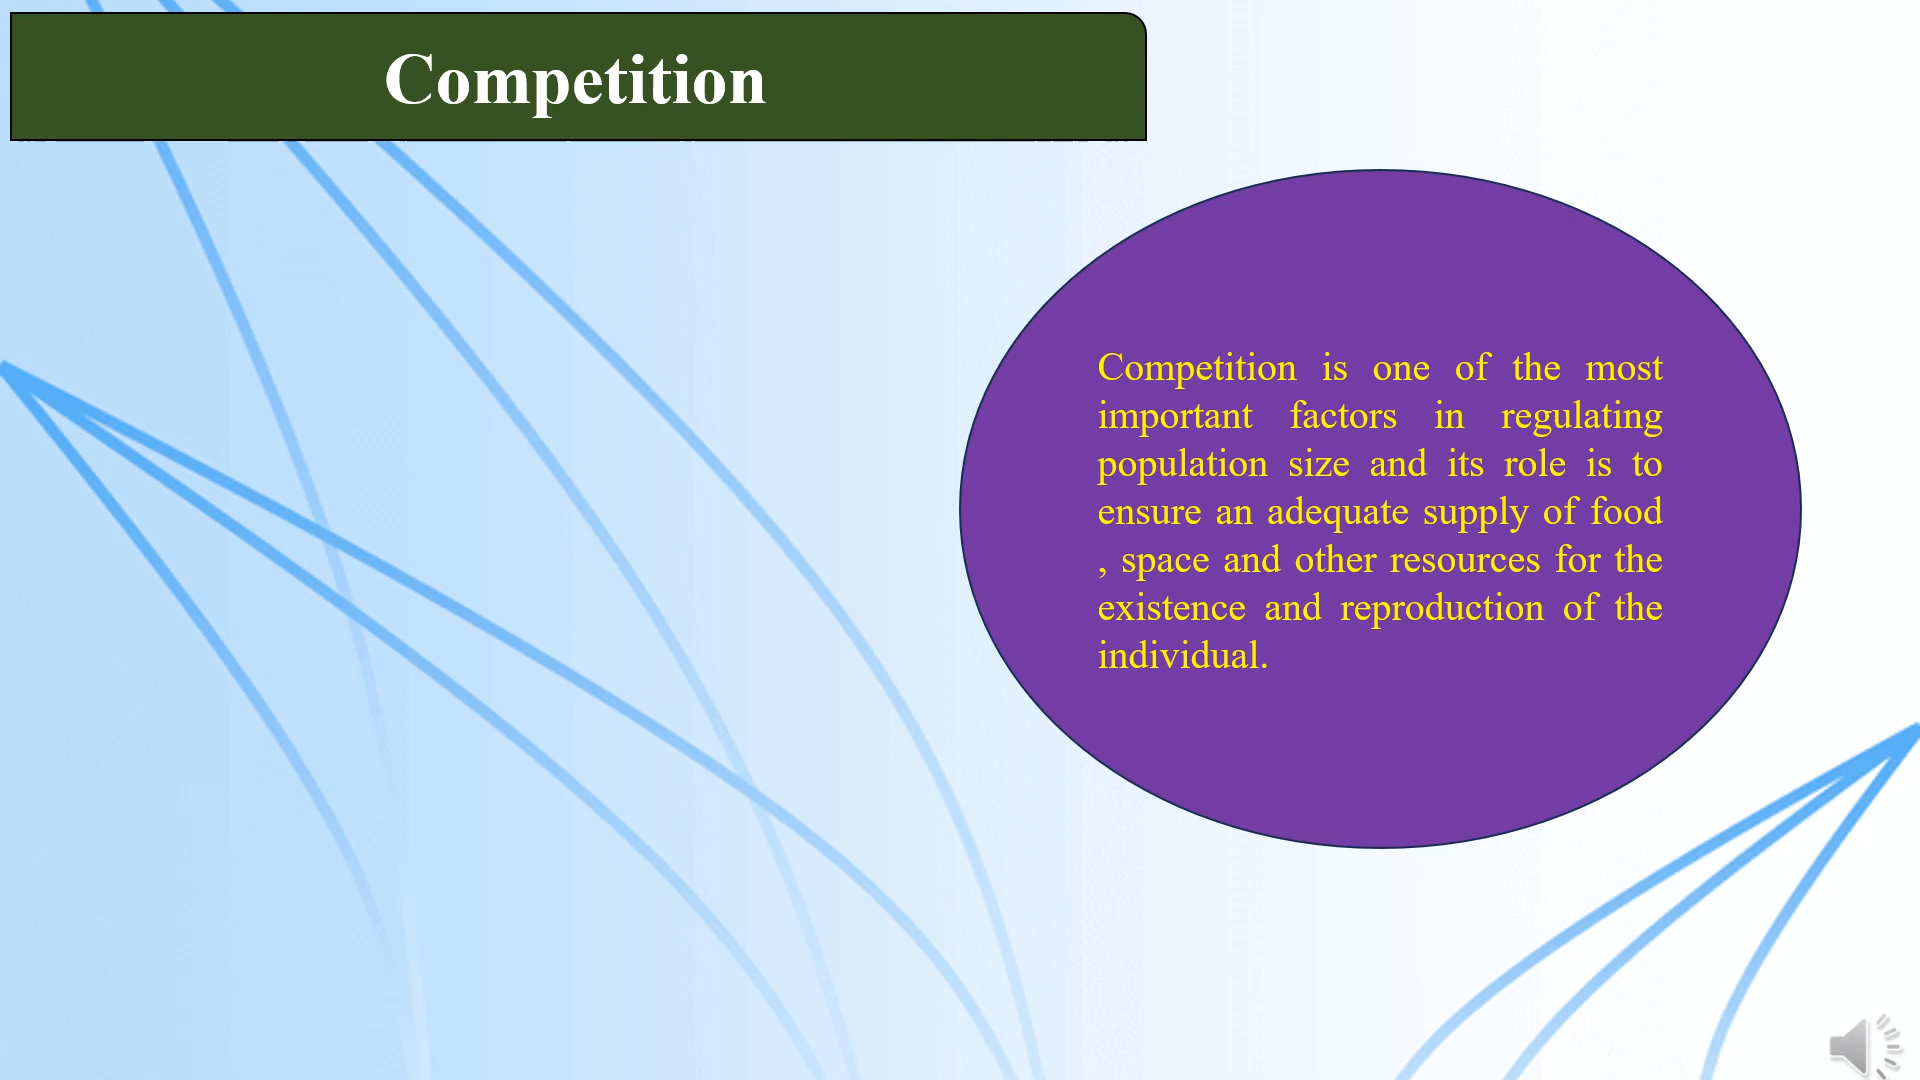 Competition
Competition is one of the most
important factors in regulating
population size and its role is to
ensure an adequate supply of food
, space and other resources for the
existence and reproduction of the
individual.